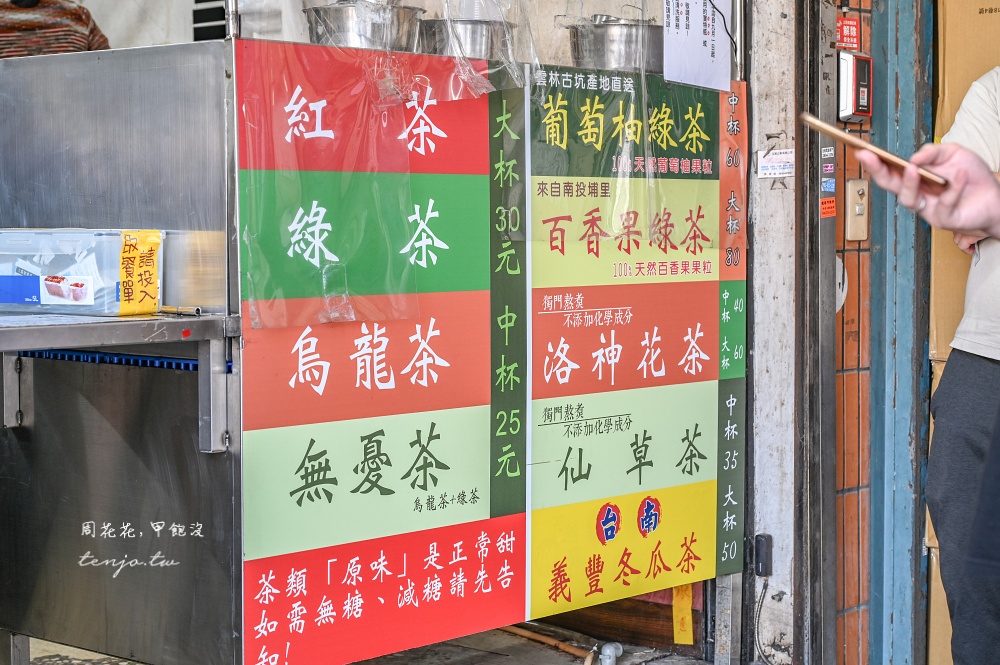 紅茶
綠茶
烏龍茶
無憂茶
烏龍茶+綠茶
大杯30元 中杯25元
茶類「原味」是正常甜
如需無糖、減糖請先告
知!
雲林古坑產地直送
葡萄柚綠茶
100%天然葡萄柚果粒
來自南投埔里
百香果綠茶
100%天然百香果果粒
中杯60 大杯80
獨門熬煮
不添加化學成分
洛神花茶
中杯40
大杯60
獨門熬煮
不添加化學成分
仙草茶
台南
義豐冬瓜茶
中杯35 大杯50
請投入
取餐單
周花花，甲飽沒
tenjo.tw